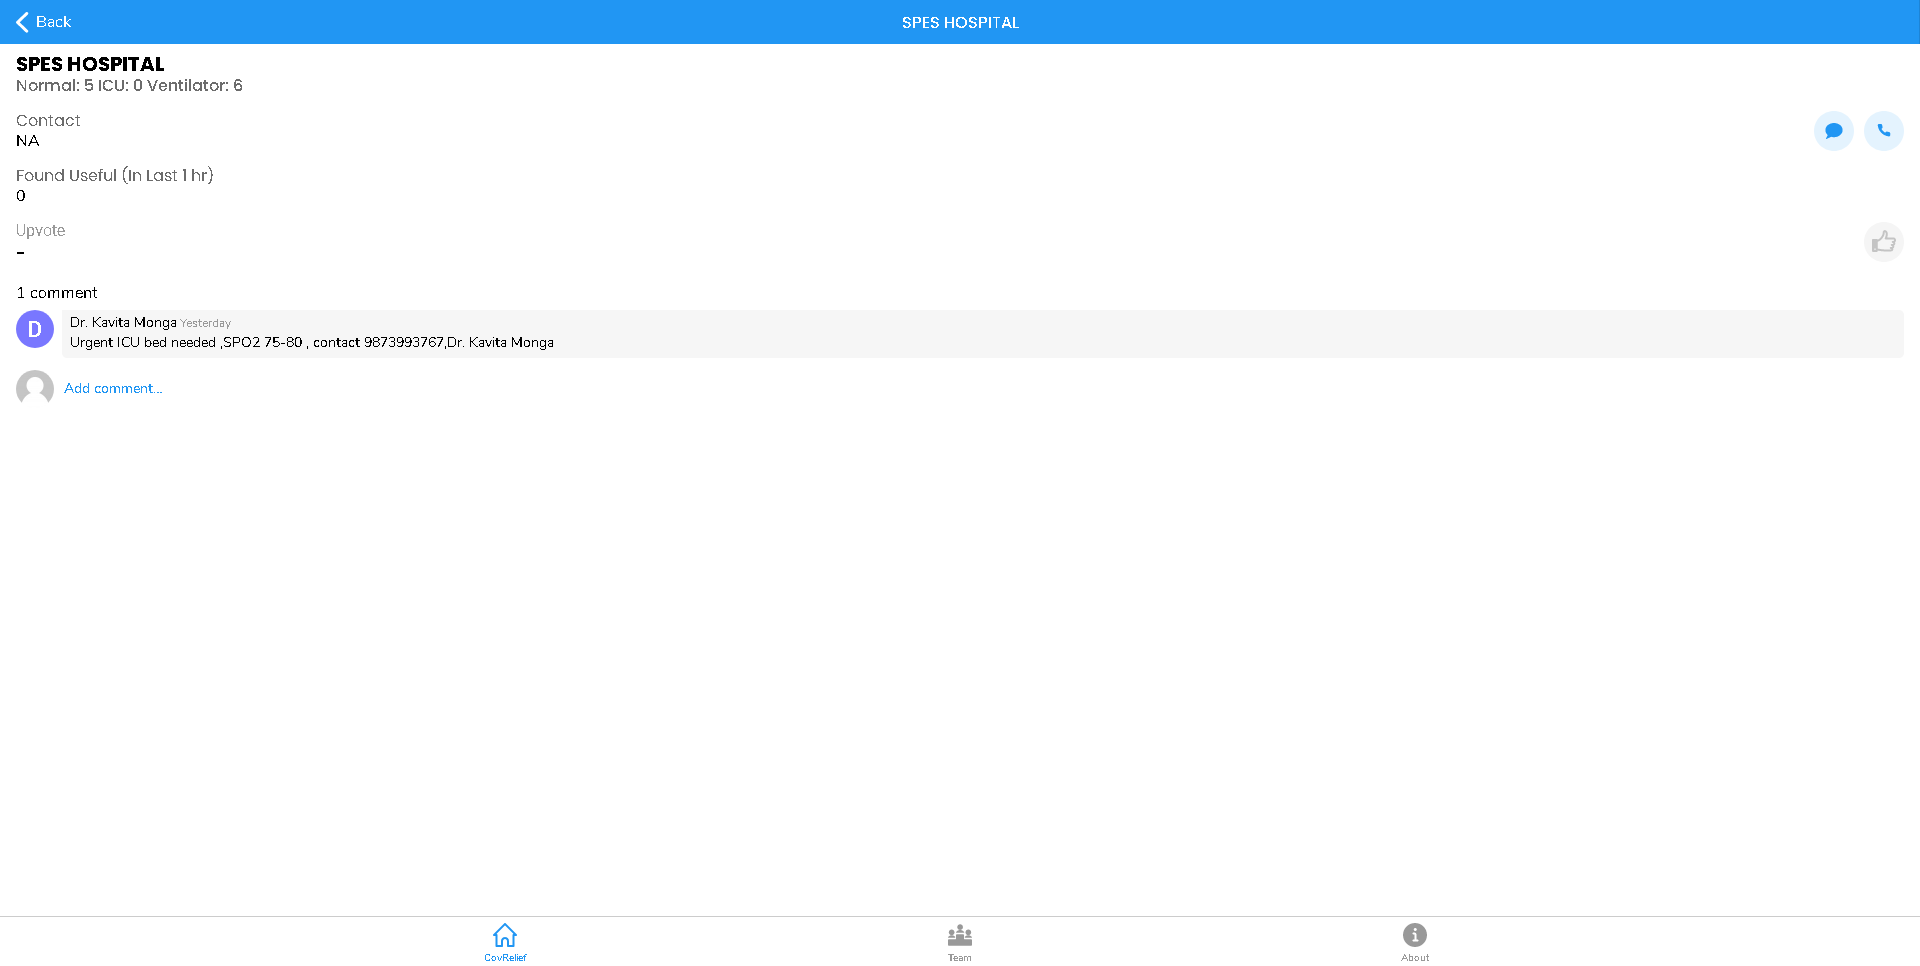 Back
SPES HOSPITAL
SPES HOSPITAL
Normal: 5 ICU: 0 Ventilator: 6
Contact
NA
Found Useful (In Last 1 hr)
0
Upvote
-
1 comment
D
Dr. Kavita Monga Yesterday
Urgent ICU bed needed ,SPO2 75-80 , contact 9873993767,Dr. Kavita Monga
Add comment...
CovRelief
Team
About